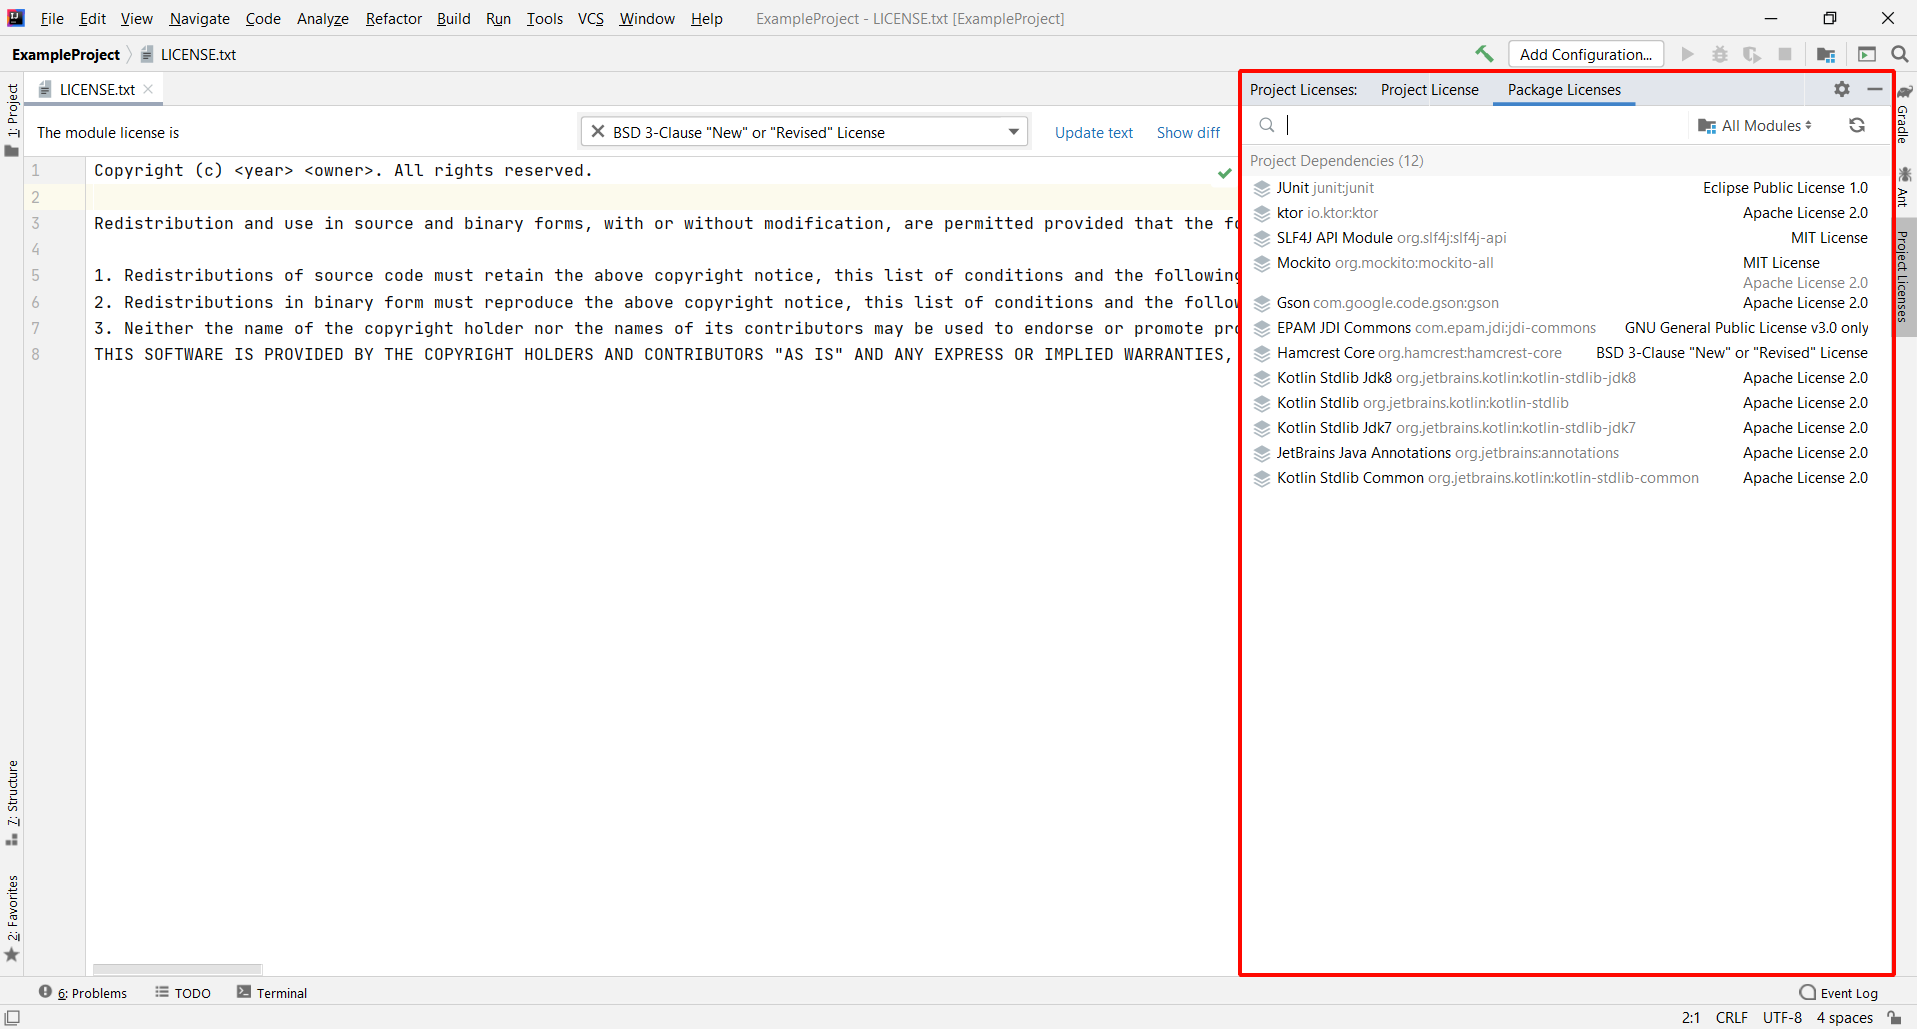 File Edit View Navigate Code Analyze Refactor Build Run Tools VCS Window Help ExampleProject - LICENSE.txt [ExampleProject]
ExampleProject LICENSE.txt Add Configuration...
1: Project
LICENSE.txt
The module license is BSD 3-Clause "New" or "Revised" License Update text Show diff
1 Copyright (c) <year> <owner>. All rights reserved.
2
3 Redistribution and use in source and binary forms, with or without modification, are permitted provided that the fo
4
5 1. Redistributions of source code must retain the above copyright notice, this list of conditions and the following
6 2. Redistributions in binary form must reproduce the above copyright notice, this list of conditions and the follow
7 3. Neither the name of the copyright holder nor the names of its contributors may be used to endorse or promote pro
8 THIS SOFTWARE IS PROVIDED BY THE COPYRIGHT HOLDERS AND CONTRIBUTORS "AS IS" AND ANY EXPRESS OR IMPLIED WARRANTIES,
Project Licenses: Project License Package Licenses
All Modules
Project Dependencies (12)
JUnit junit:junit Eclipse Public License 1.0
ktor io.ktor:ktor Apache License 2.0
SLF4J API Module org.slf4j:slf4j-api MIT License
Mockito org.mockito:mockito-all MIT License
Apache License 2.0
Gson com.google.code.gson:gson Apache License 2.0
EPAM JDI Commons com.epam.jdi:jdi-commons GNU General Public License v3.0 only
Hamcrest Core org.hamcrest:hamcrest-core BSD 3-Clause "New" or "Revised" License
Kotlin Stdlib Jdk8 org.jetbrains.kotlin:kotlin-stdlib-jdk8 Apache License 2.0
Kotlin Stdlib org.jetbrains.kotlin:kotlin-stdlib Apache License 2.0
Kotlin Stdlib Jdk7 org.jetbrains.kotlin:kotlin-stdlib-jdk7 Apache License 2.0
JetBrains Java Annotations org.jetbrains:annotations Apache License 2.0
Kotlin Stdlib Common org.jetbrains.kotlin:kotlin-stdlib-common Apache License 2.0
Gradle
Ant
Project Licenses
7: Structure
2: Favorites
6: Problems TODO Terminal Event Log
2:1 CRLF UTF-8 4 spaces